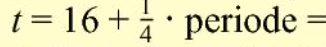 t = 16 + 1/4 · periode =